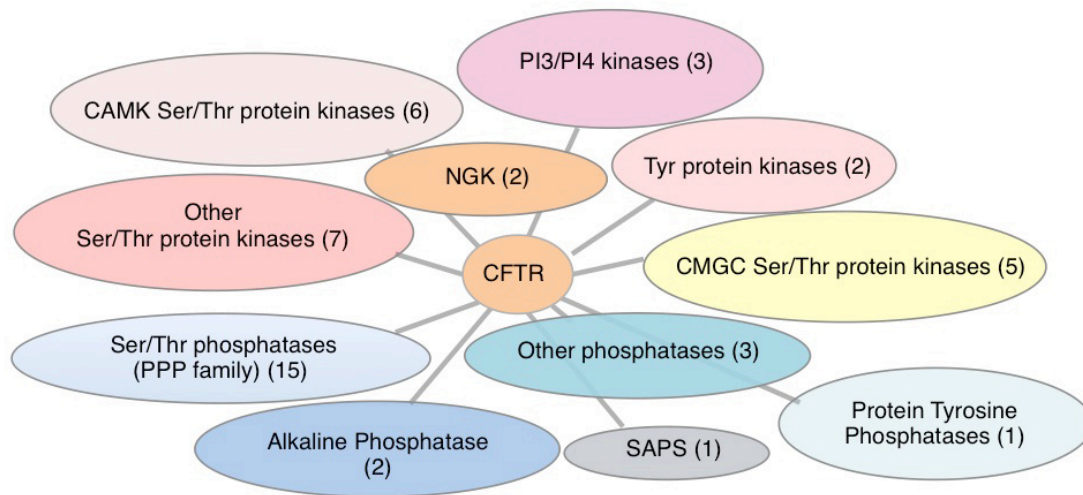 PI3/PI4 kinases (3)
CAMK Ser/Thr protein kinases (6)
NGK (2)
Tyr protein kinases (2)
Other
Ser/Thr protein kinases (7)
CFTR
CMGC Ser/Thr protein kinases (5)
Ser/Thr phosphatases
(PPP family) (15)
Other phosphatases (3)
Alkaline Phosphatase
(2)
SAPS (1)
Protein Tyrosine
Phosphatases (1)